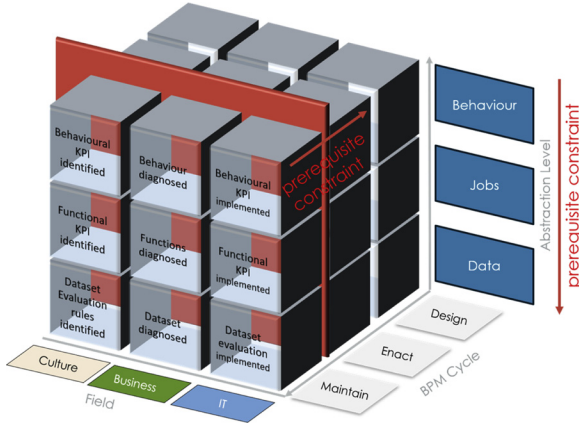 Behavioural
KPI
identified
Behaviour
diagnosed
Behavioural
KPI
implemented
Functional
KPI
identified
Functions
diagnosed
Functional
KPI
implemented
Dataset
Evaluation
rules
identified
Dataset
diagnosed
Dataset
evaluation
implemented
prerequisite
constraint
Behaviour
Jobs
Data
Abstraction Level
prerequisite constraint
Design
Enact
Maintain
BPM Cycle
Culture
Business
IT
Field